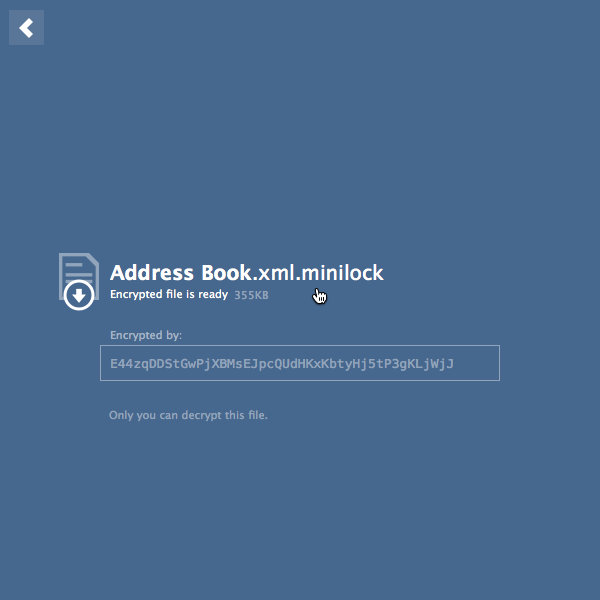 Address Book.xml.minilock
Encrypted file is ready 355KB
Encrypted by:
E44zqDDStGwPjXBMsEJpcQUdHKxKbtyHj5tP3gKLjWjJ
Only you can decrypt this file.